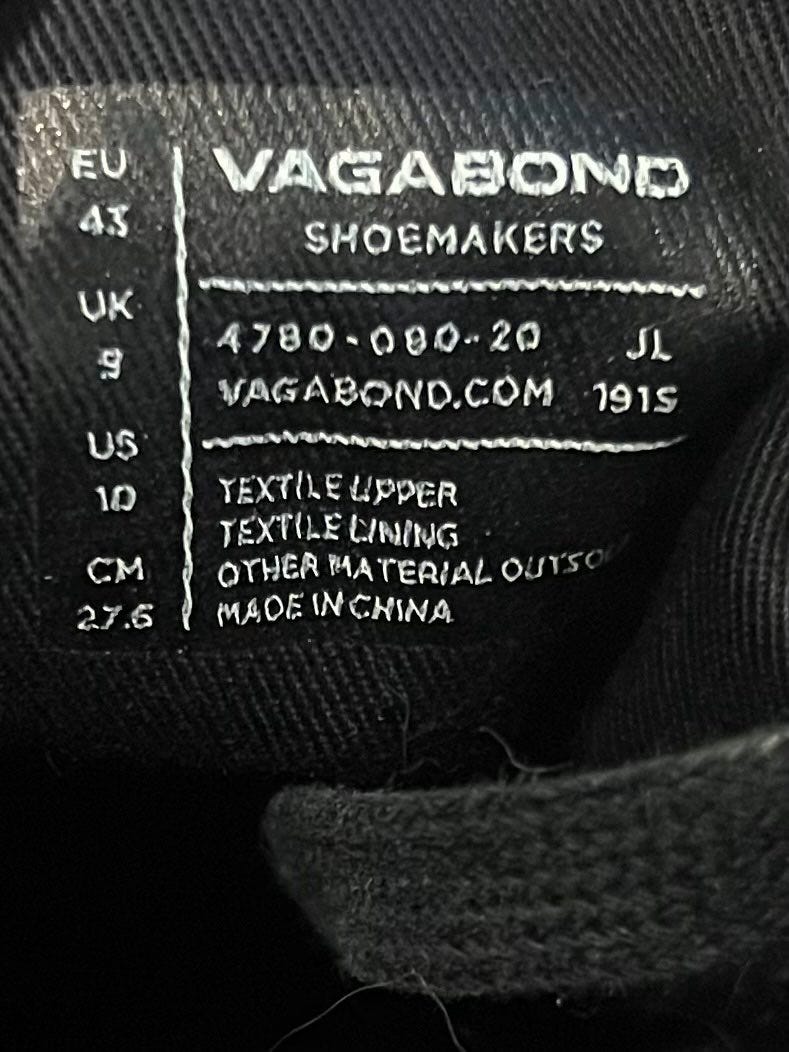 EU
43
UK
9
US
10
CM
27.5
VAGABOND
SHOEMAKERS
4780-080-20 JL
VAGABOND.COM 191S
TEXTILE UPPER
TEXTILE LINING
OTHER MATERIAL
MADE IN CHINA